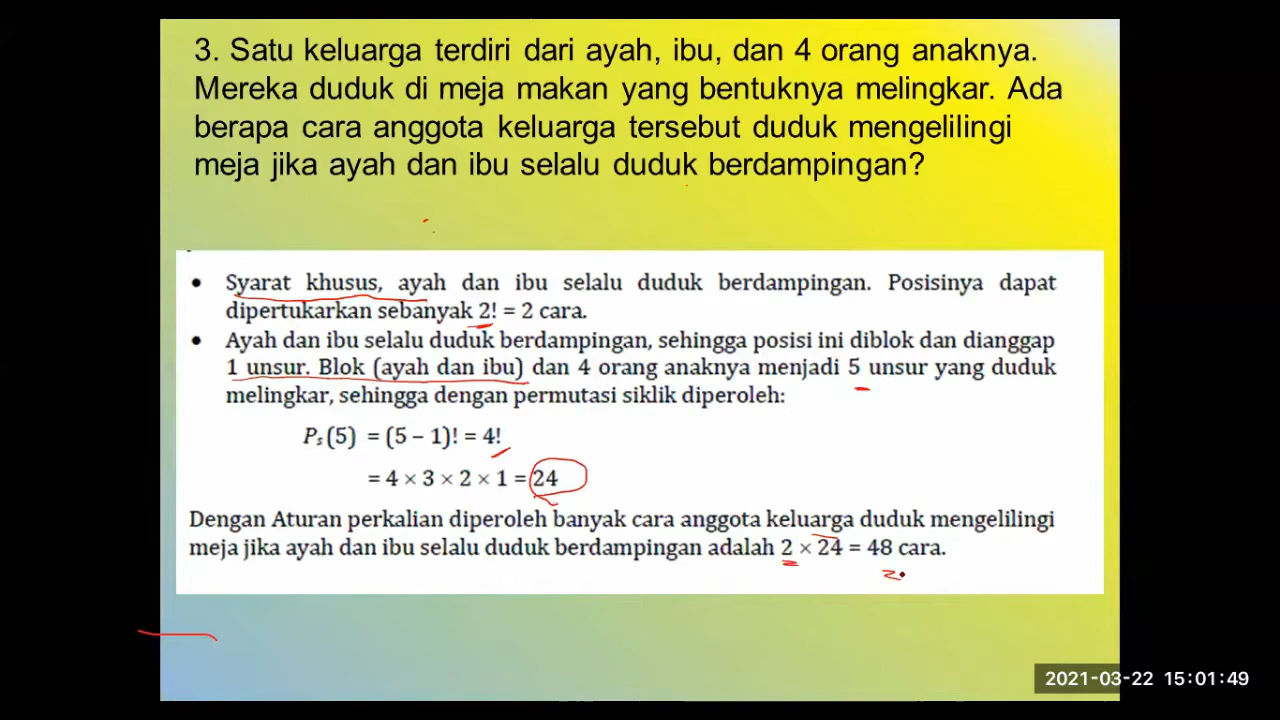 3. Satu keluarga terdiri dari ayah, ibu, dan 4 orang anaknya.
Mereka duduk di meja makan yang bentuknya melingkar. Ada
berapa cara anggota keluarga tersebut duduk mengelilingi
meja jika ayah dan ibu selalu duduk berdampingan?
• Syarat khusus, ayah dan ibu selalu duduk berdampingan. Posisinya dapat
dipertukarkan sebanyak 2! = 2 cara.
• Ayah dan ibu selalu duduk berdampingan, sehingga posisi ini diblok dan dianggap
1 unsur. Blok (ayah dan ibu) dan 4 orang anaknya menjadi 5 unsur yang duduk
melingkar, sehingga dengan permutasi siklik diperoleh:
Ps(5) = (5 – 1)! = 4!
= 4 × 3 × 2 × 1 = 24
Dengan Aturan perkalian diperoleh banyak cara anggota keluarga duduk mengelilingi
meja jika ayah dan ibu selalu duduk berdampingan adalah 2 × 24 = 48 cara.
2021-03-22 15:01:49